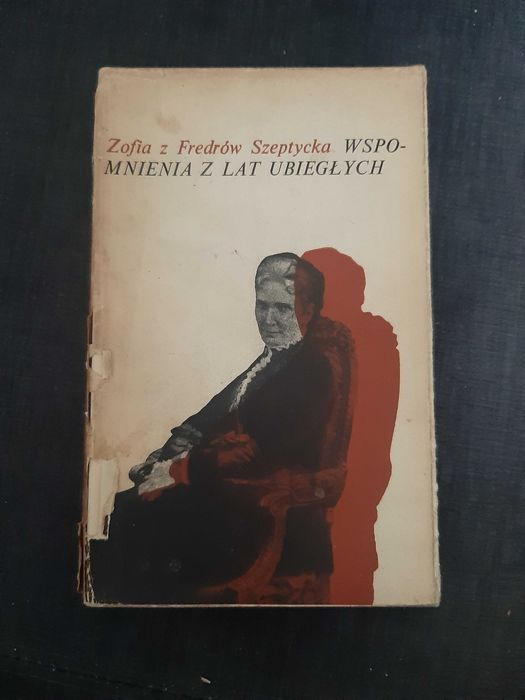 Zofia z Fredrów Szeptycka WSPO-
MNIENIA Z LAT UBIEGŁYCH